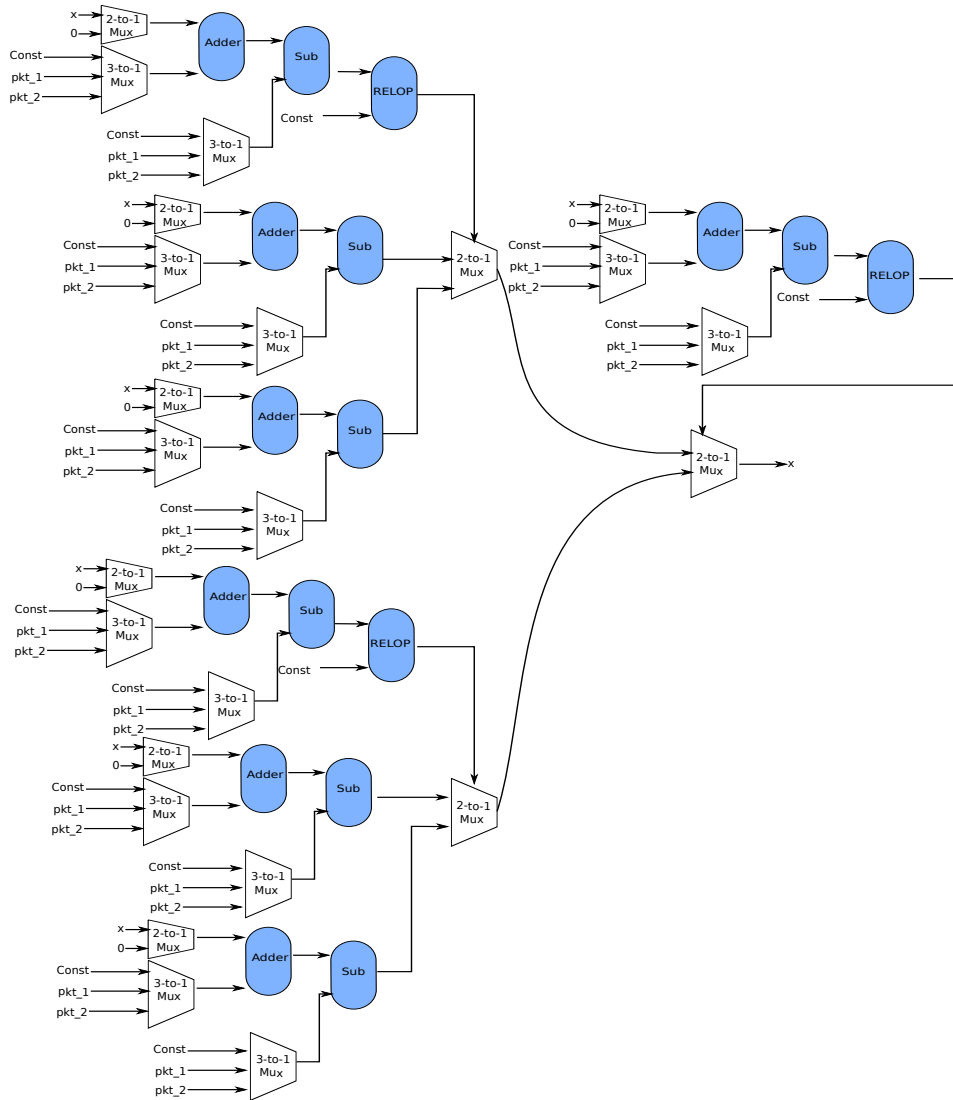 x
0
2-to-1
Mux
Adder
Const
pkt_1
pkt_2
3-to-1
Mux
Sub
RELOP
Const
Const
pkt_1
pkt_2
3-to-1
Mux
x
0
2-to-1
Mux
Adder
Const
pkt_1
pkt_2
3-to-1
Mux
Sub
Const
pkt_1
pkt_2
3-to-1
Mux
2-to-1
Mux
x
0
2-to-1
Mux
Adder
Const
pkt_1
pkt_2
3-to-1
Mux
Sub
RELOP
Const
Const
pkt_1
pkt_2
3-to-1
Mux
x
0
2-to-1
Mux
Adder
Const
pkt_1
pkt_2
3-to-1
Mux
Sub
Const
pkt_1
pkt_2
3-to-1
Mux
2-to-1
Mux
x
x
0
2-to-1
Mux
Adder
Const
pkt_1
pkt_2
3-to-1
Mux
Sub
RELOP
Const
Const
pkt_1
pkt_2
3-to-1
Mux
x
0
2-to-1
Mux
Adder
Const
pkt_1
pkt_2
3-to-1
Mux
Sub
2-to-1
Mux
Const
pkt_1
pkt_2
3-to-1
Mux
x
0
2-to-1
Mux
Adder
Const
pkt_1
pkt_2
3-to-1
Mux
Sub
Const
pkt_1
pkt_2
3-to-1
Mux